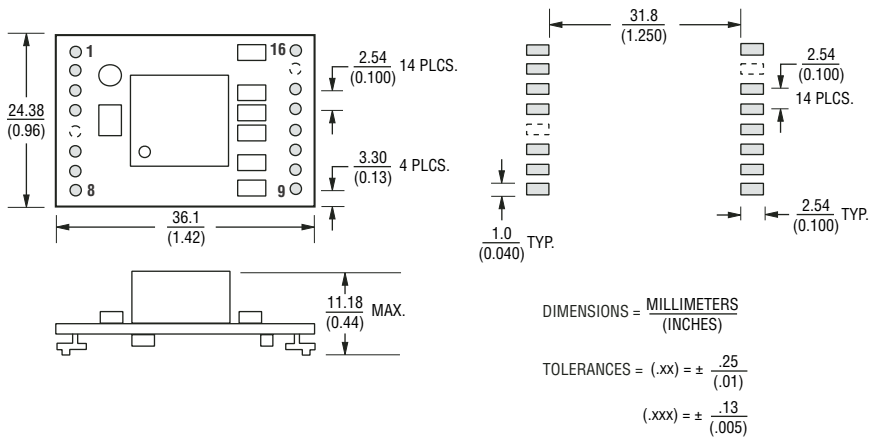 1
16
8
9
24.38
(0.96)
2.54
(0.100)
14 PLCS.
3.30
(0.13)
4 PLCS.
36.1
(1.42)
11.18
(0.44)
MAX.
31.8
(1.250)
2.54
(0.100)
14 PLCS.
1.0
(0.040)
TYP.
2.54
(0.100)
TYP.
DIMENSIONS = MILLIMETERS
(INCHES)
TOLERANCES = (.xx) = ± .25
(.01)
(.xxx) = ± .13
(.005)